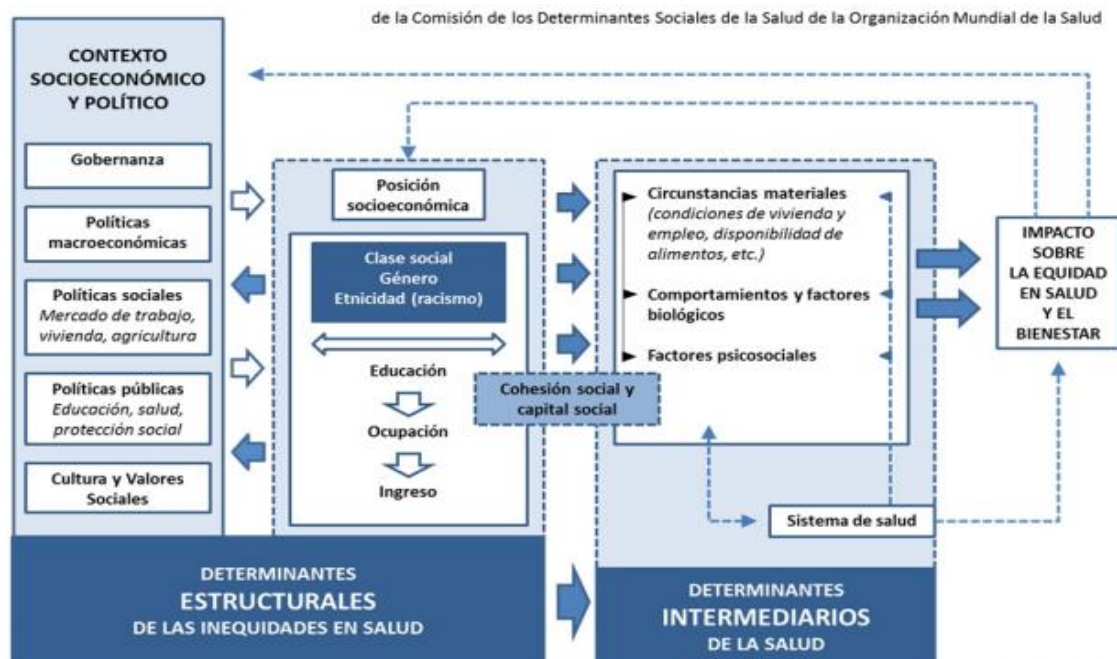 de la Comisión de los Determinantes Sociales de la Salud de la Organización Mundial de la Salud
CONTEXTO
SOCIOECONÓMICO
Y POLÍTICO
Gobernanza
Políticas
macroeconómicas
Políticas sociales
Mercado de trabajo,
vivienda, agricultura
Políticas públicas
Educación, salud,
protección social
Cultura y Valores
Sociales
Posición
socioeconómica
Clase social
Género
Etnicidad (racismo)
Educación
Ocupación
Ingreso
Cohesión social y
capital social
Circunstancias materiales
(condiciones de vivienda y
empleo, disponibilidad de
alimentos, etc.)
Comportamientos y factores
biológicos
Factores psicosociales
Sistema de salud
IMPACTO
SOBRE
LA EQUIDAD
EN SALUD
Y EL
BIENESTAR
DETERMINANTES
ESTRUCTURALES
DE LAS INEQUIDADES EN SALUD
DETERMINANTES
INTERMEDIARIOS
DE LA SALUD